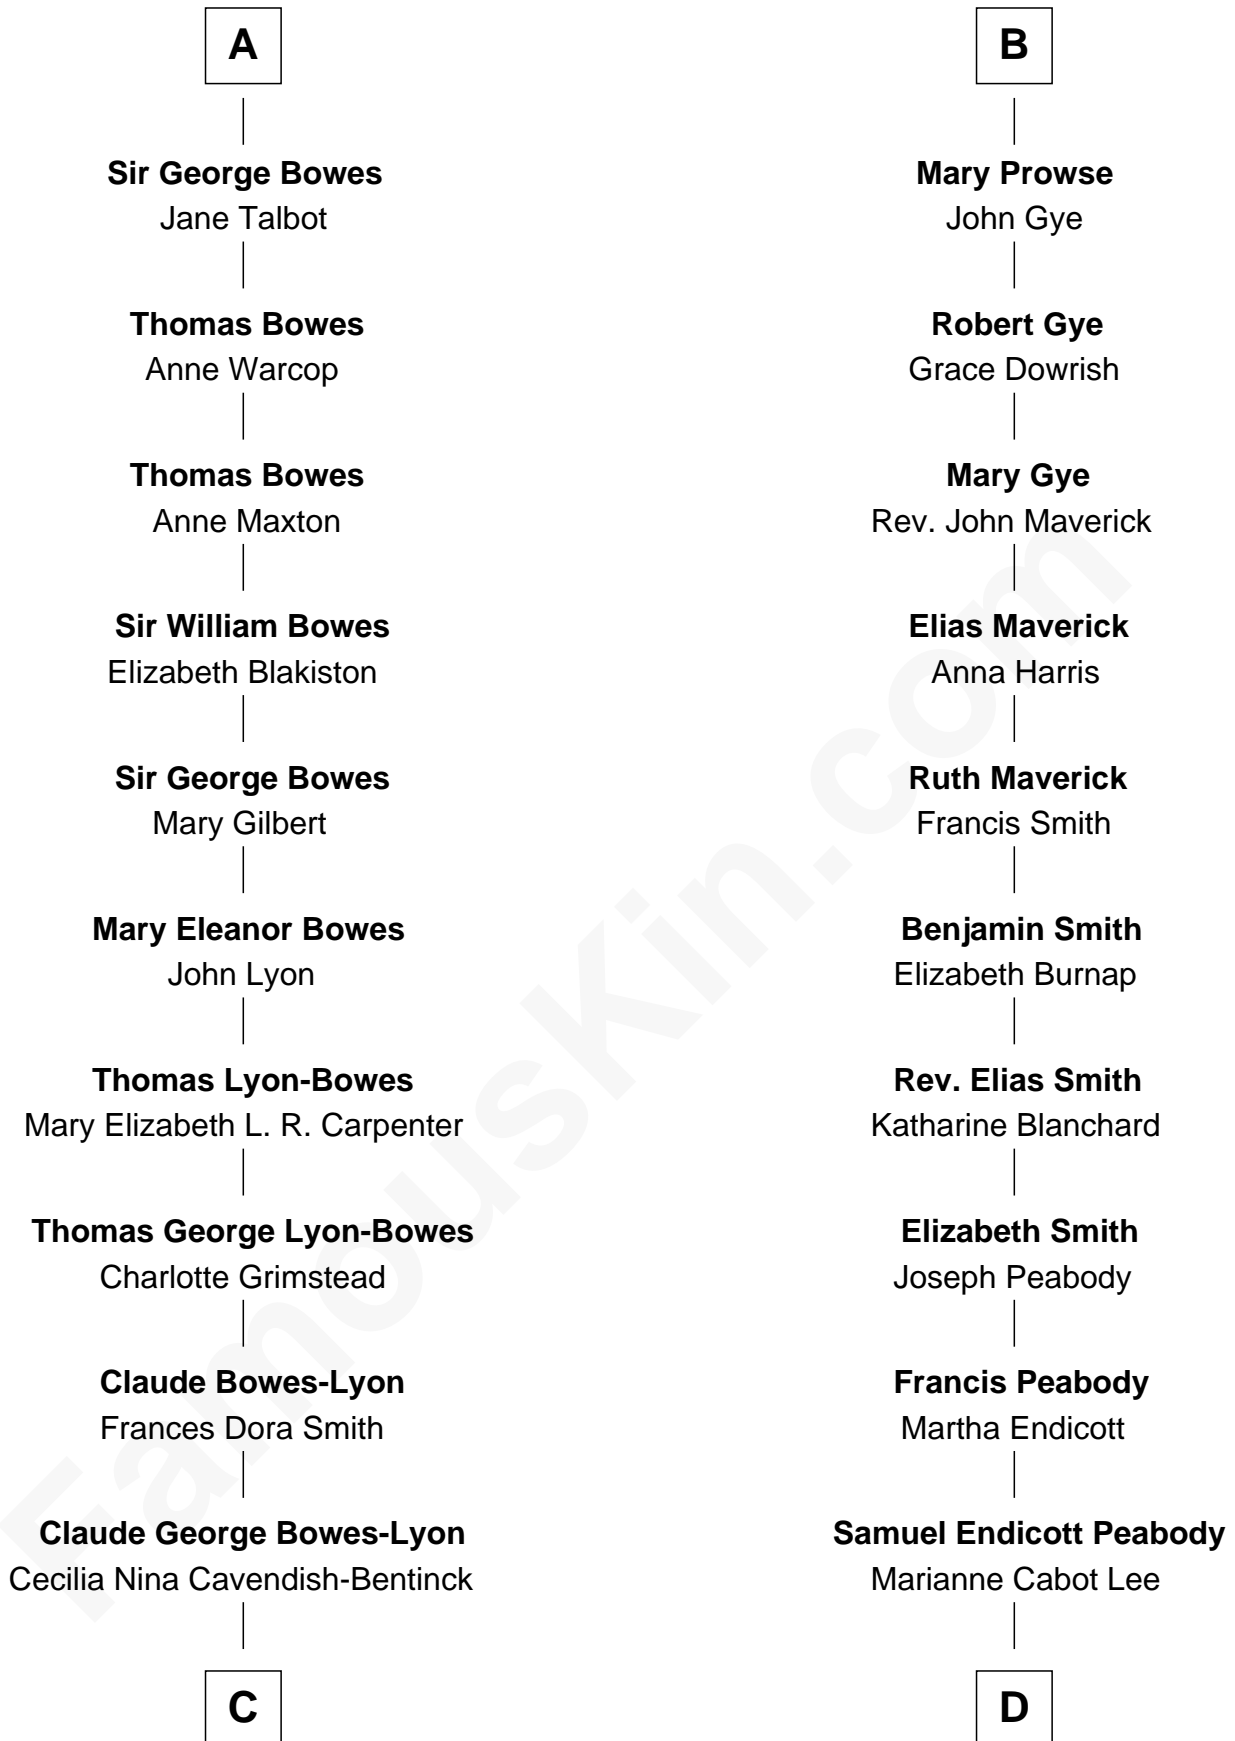 A
Sir George Bowes
Jane Talbot
Thomas Bowes
Anne Warcop
Thomas Bowes
Anne Maxton
Sir William Bowes
Elizabeth Blakiston
Sir George Bowes
Mary Gilbert
Mary Eleanor Bowes
John Lyon
Thomas Lyon-Bowes
Mary Elizabeth L. R. Carpenter
Thomas George Lyon-Bowes
Charlotte Grimstead
Claude Bowes-Lyon
Frances Dora Smith
Claude George Bowes-Lyon
Cecilia Nina Cavendish-Bentinck
C
B
Mary Prowse
John Gye
Robert Gye
Grace Dowrish
Mary Gye
Rev. John Maverick
Elias Maverick
Anna Harris
Ruth Maverick
Francis Smith
Benjamin Smith
Elizabeth Burnap
Rev. Elias Smith
Katharine Blanchard
Elizabeth Smith
Joseph Peabody
Francis Peabody
Martha Endicott
Samuel Endicott Peabody
Marianne Cabot Lee
D
FamousKin.com